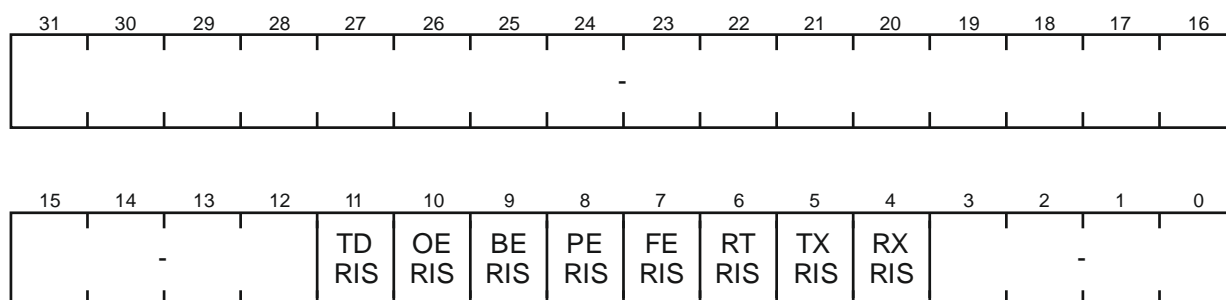 31 30 29 28 27 26 25 24 23 22 21 20 19 18 17 16
-
15 14 13 12 11 10 9 8 7 6 5 4 3 2 1 0
- TD OE BE PE FE RT TX RX -
RIS RIS RIS RIS RIS RIS RIS RIS